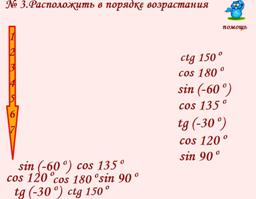 № 3.Расположить в порядке возрастания
помощь
1
2
3
4
5
6
7
ctg 150°
cos 180°
sin (-60°)
cos 135°
tg (-30°)
cos 120°
sin 90°
sin (-60°) cos 135°
cos 120° cos 180° sin 90°
tg (-30°) ctg 150°